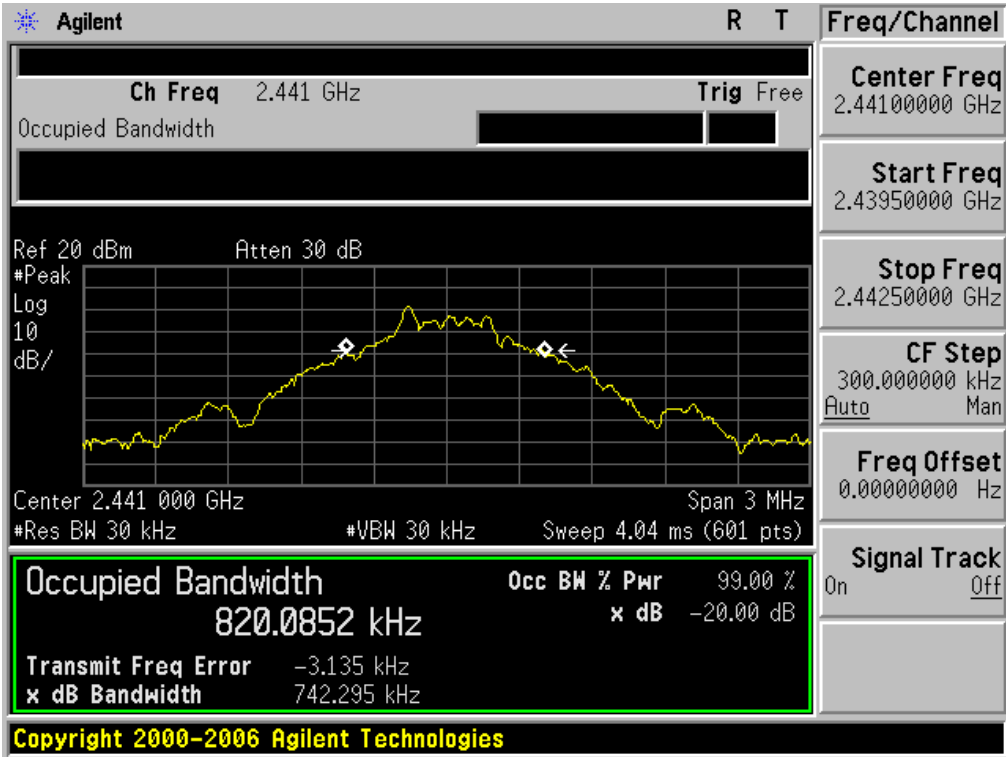 Agilent R T
Freq/Channel
Ch Freq 2.441 GHz Trig Free
Occupied Bandwidth
Center Freq
2.44100000 GHz
Start Freq
2.43950000 GHz
Stop Freq
2.44250000 GHz
CF Step
300.000000 kHz
Auto Man
Freq Offset
0.00000000 Hz
Signal Track
On Off
Ref 20 dBm Atten 30 dB
#Peak
Log
10
dB/
Center 2.441 000 GHz Span 3 MHz
#Res BW 30 kHz #VBW 30 kHz Sweep 4.04 ms (601 pts)
Occupied Bandwidth
820.0852 kHz
Occ BW % Pwr 99.00 %
x dB -20.00 dB
Transmit Freq Error -3.135 kHz
x dB Bandwidth 742.295 kHz
Copyright 2000-2006 Agilent Technologies